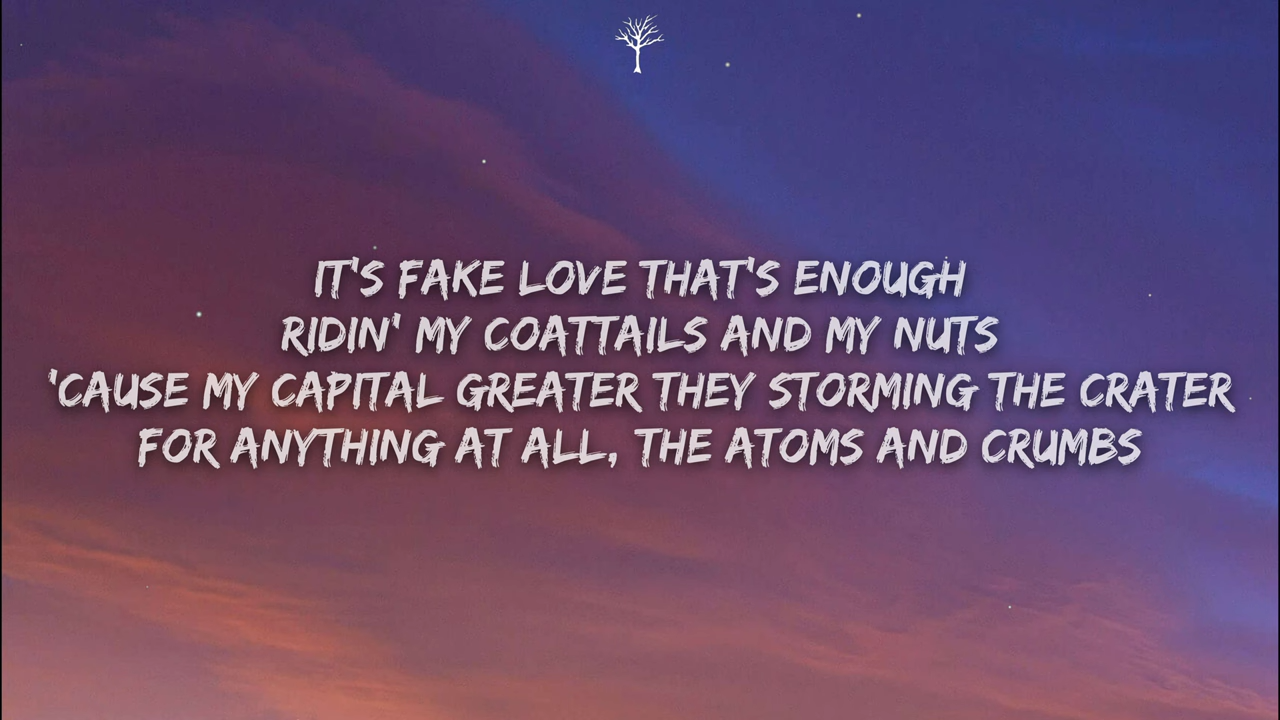 IT'S FAKE LOVE THAT'S ENOUGH
RIDIN' MY COATTAILS AND MY NUTS
'CAUSE MY CAPITAL GREATER THEY STORMING THE CRATER
FOR ANYTHING AT ALL, THE ATOMS AND CRUMBS